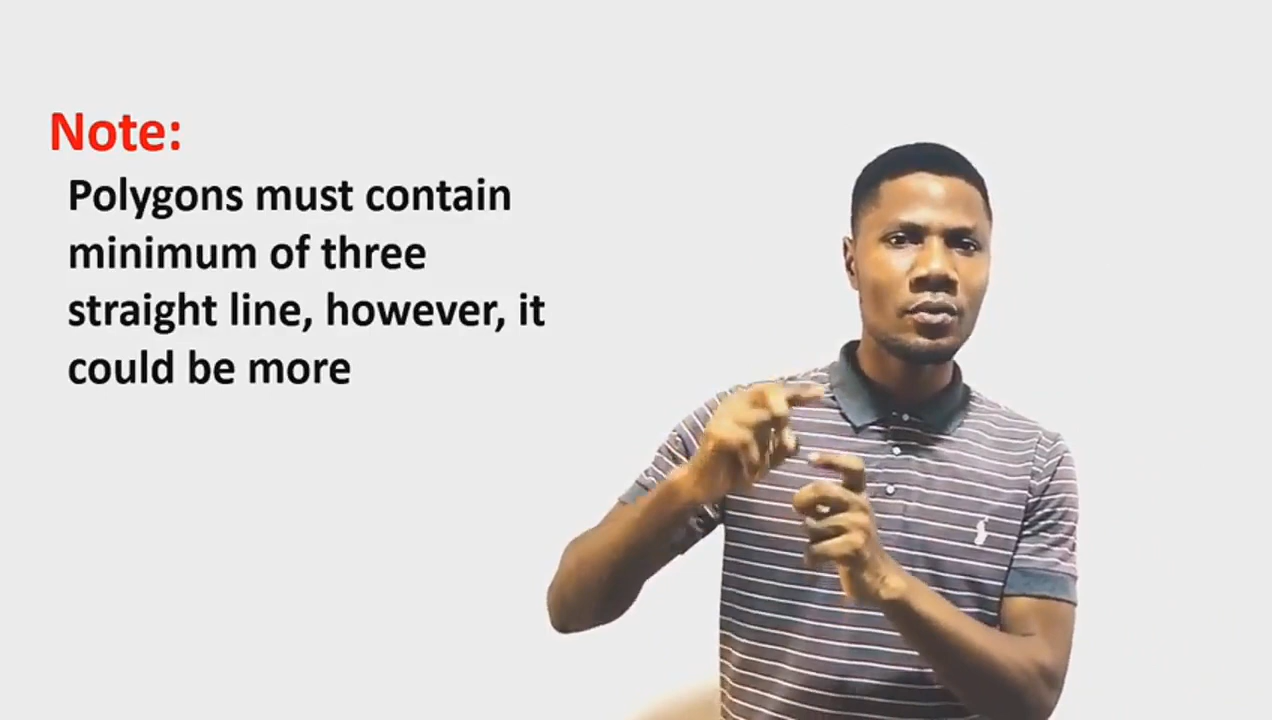 Note:
Polygons must contain
minimum of three
straight line, however, it
could be more